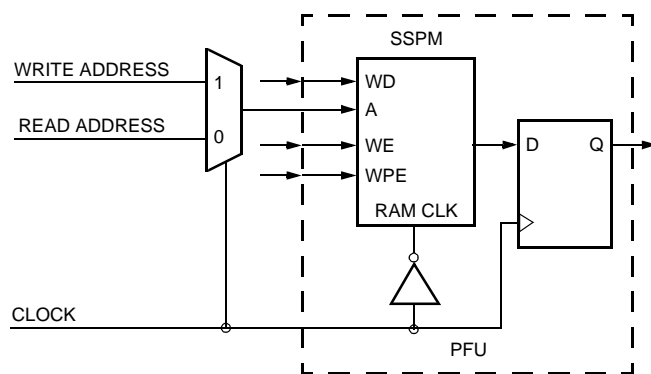 SSPM
WRITE ADDRESS
1
WD
A
READ ADDRESS
0
WE
D
Q
WPE
RAM CLK
CLOCK
PFU